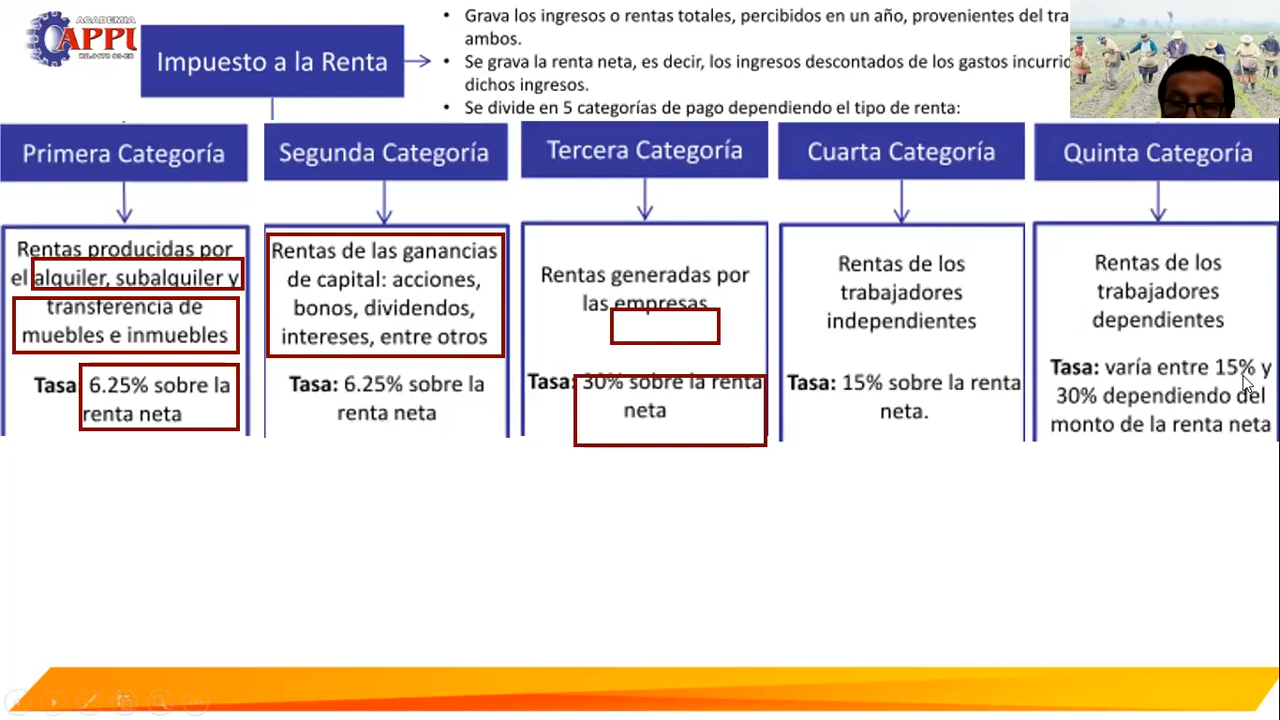 ACADEMIA
APPU
Impuesto a la Renta
• Grava los ingresos o rentas totales, percibidos en un año, provenientes del
ambos.
• Se grava la renta neta, es decir, los ingresos descontados de los gastos
dichos ingresos.
• Se divide en 5 categorías de pago dependiendo el tipo de renta:
Primera Categoría
Rentas producidas por
el alquiler, subalquiler y
transferencia de
muebles e inmuebles
Tasa: 6.25% sobre la
renta neta
Segunda Categoría
Rentas de las ganancias
de capital: acciones,
bonos, dividendos,
intereses, entre otros
Tasa: 6.25% sobre la
renta neta
Tercera Categoría
Rentas generadas por
las empresas
Tasa: 30% sobre la renta
neta
Cuarta Categoría
Rentas de los
trabajadores
independientes
Tasa: 15% sobre la renta
neta.
Quinta Categoría
Rentas de los
trabajadores
dependientes
Tasa: varía entre 15% y
30% dependiendo del
monto de la renta neta